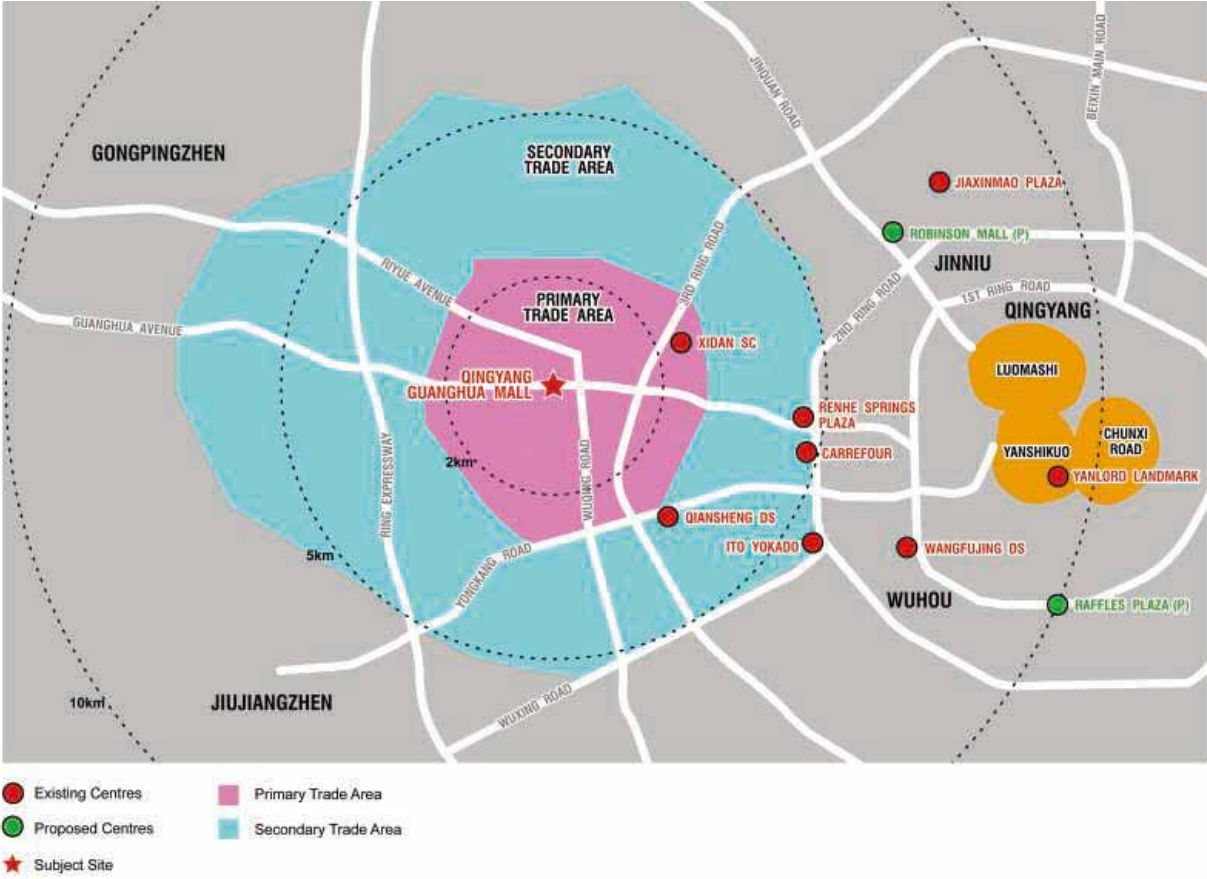 JINQUAN ROAD
BEIXIN MAIN ROAD
GONGPINGZHEN
SECONDARY
TRADE AREA
JIAXINMAO PLAZA
ROBINSON MALL (P)
JINNIU
3RD RING ROAD
RIYUE AVENUE
2ND RING ROAD
1ST RING ROAD
QINGYANG
PRIMARY
TRADE AREA
GUANGHUA AVENUE
XIDAN SC
LUOMASHI
QINGYANG
GUANGHUA MALL
RENHE SPRINGS
PLAZA
CHUNXI
ROAD
YANSHIKUO
CARREFOUR
2km
YANLORD LANDMARK
RING EXPRESSWAY
WUQING ROAD
QIANSHENG DS
ITO YOKADO
WANGFUJING DS
5km
YONGKANG ROAD
WUHOU
RAFFLES PLAZA (P)
10km
JIUJIANGZHEN
WUXING ROAD
Existing Centres
Primary Trade Area
Proposed Centres
Secondary Trade Area
Subject Site